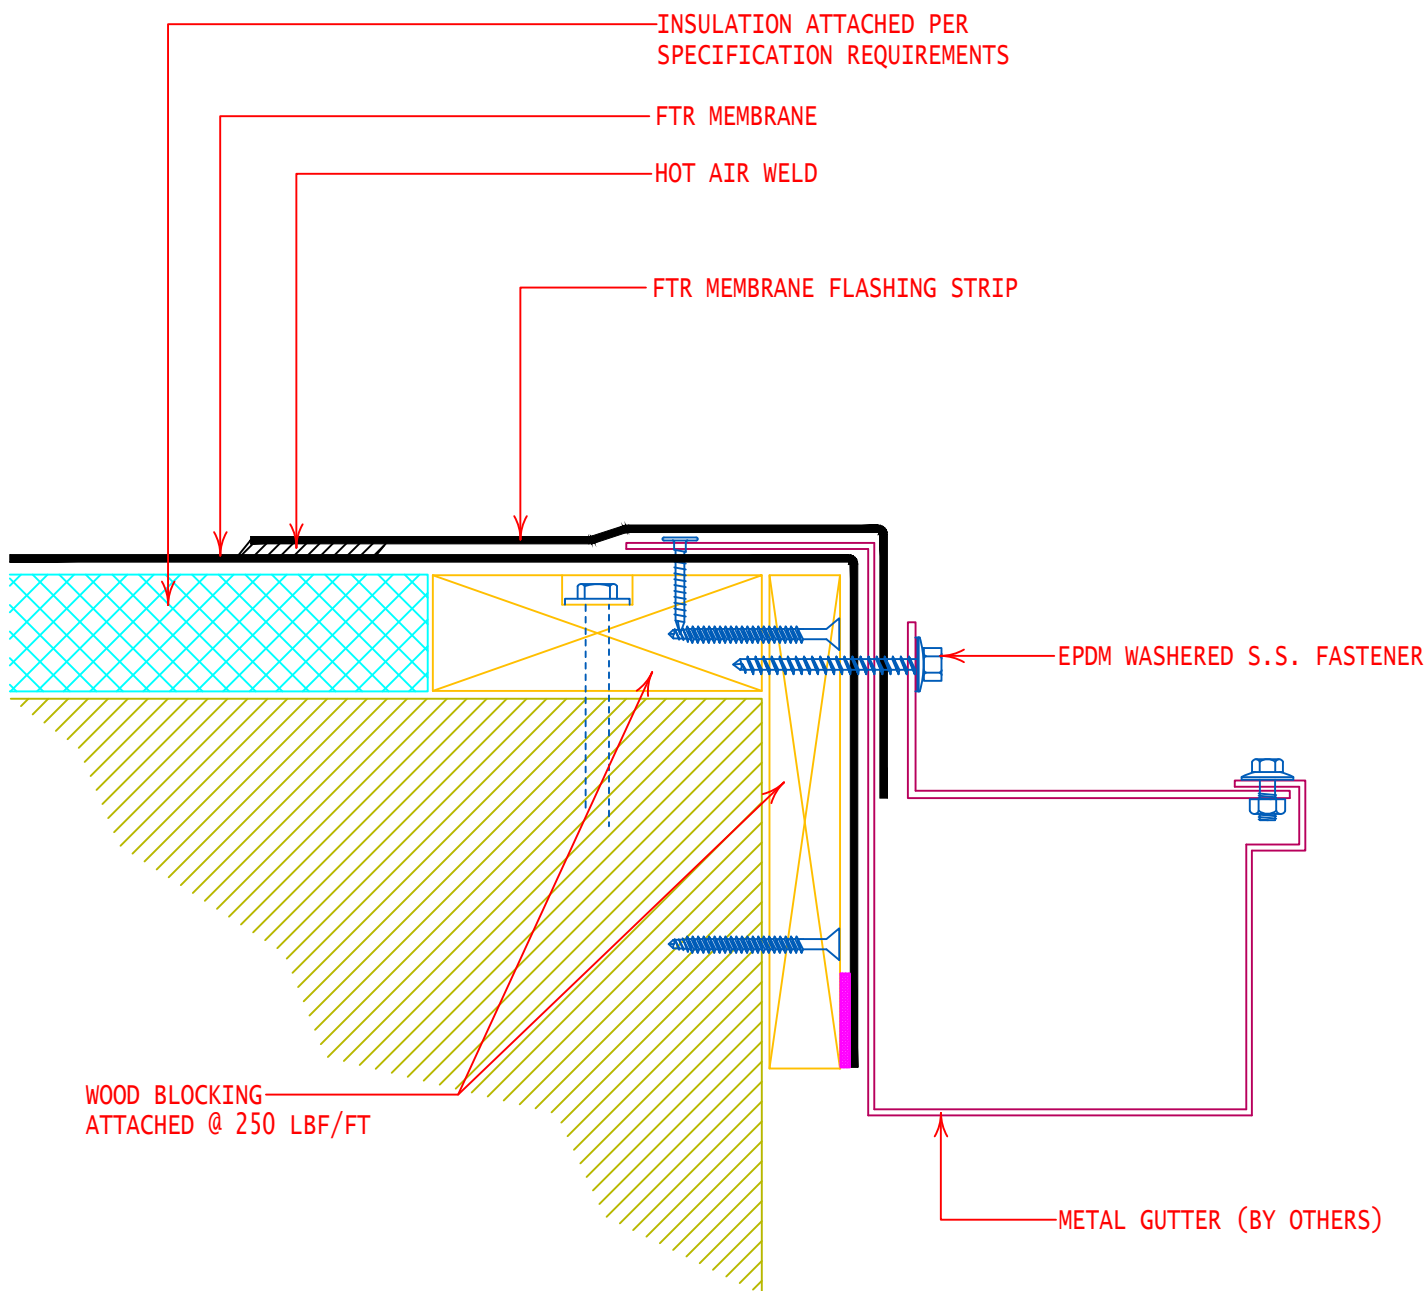 INSULATION ATTACHED PER
SPECIFICATION REQUIREMENTS
FTR MEMBRANE
HOT AIR WELD
FTR MEMBRANE FLASHING STRIP
EPDM WASHERED S.S. FASTENER
WOOD BLOCKING
ATTACHED @ 250 LBF/FT
METAL GUTTER (BY OTHERS)